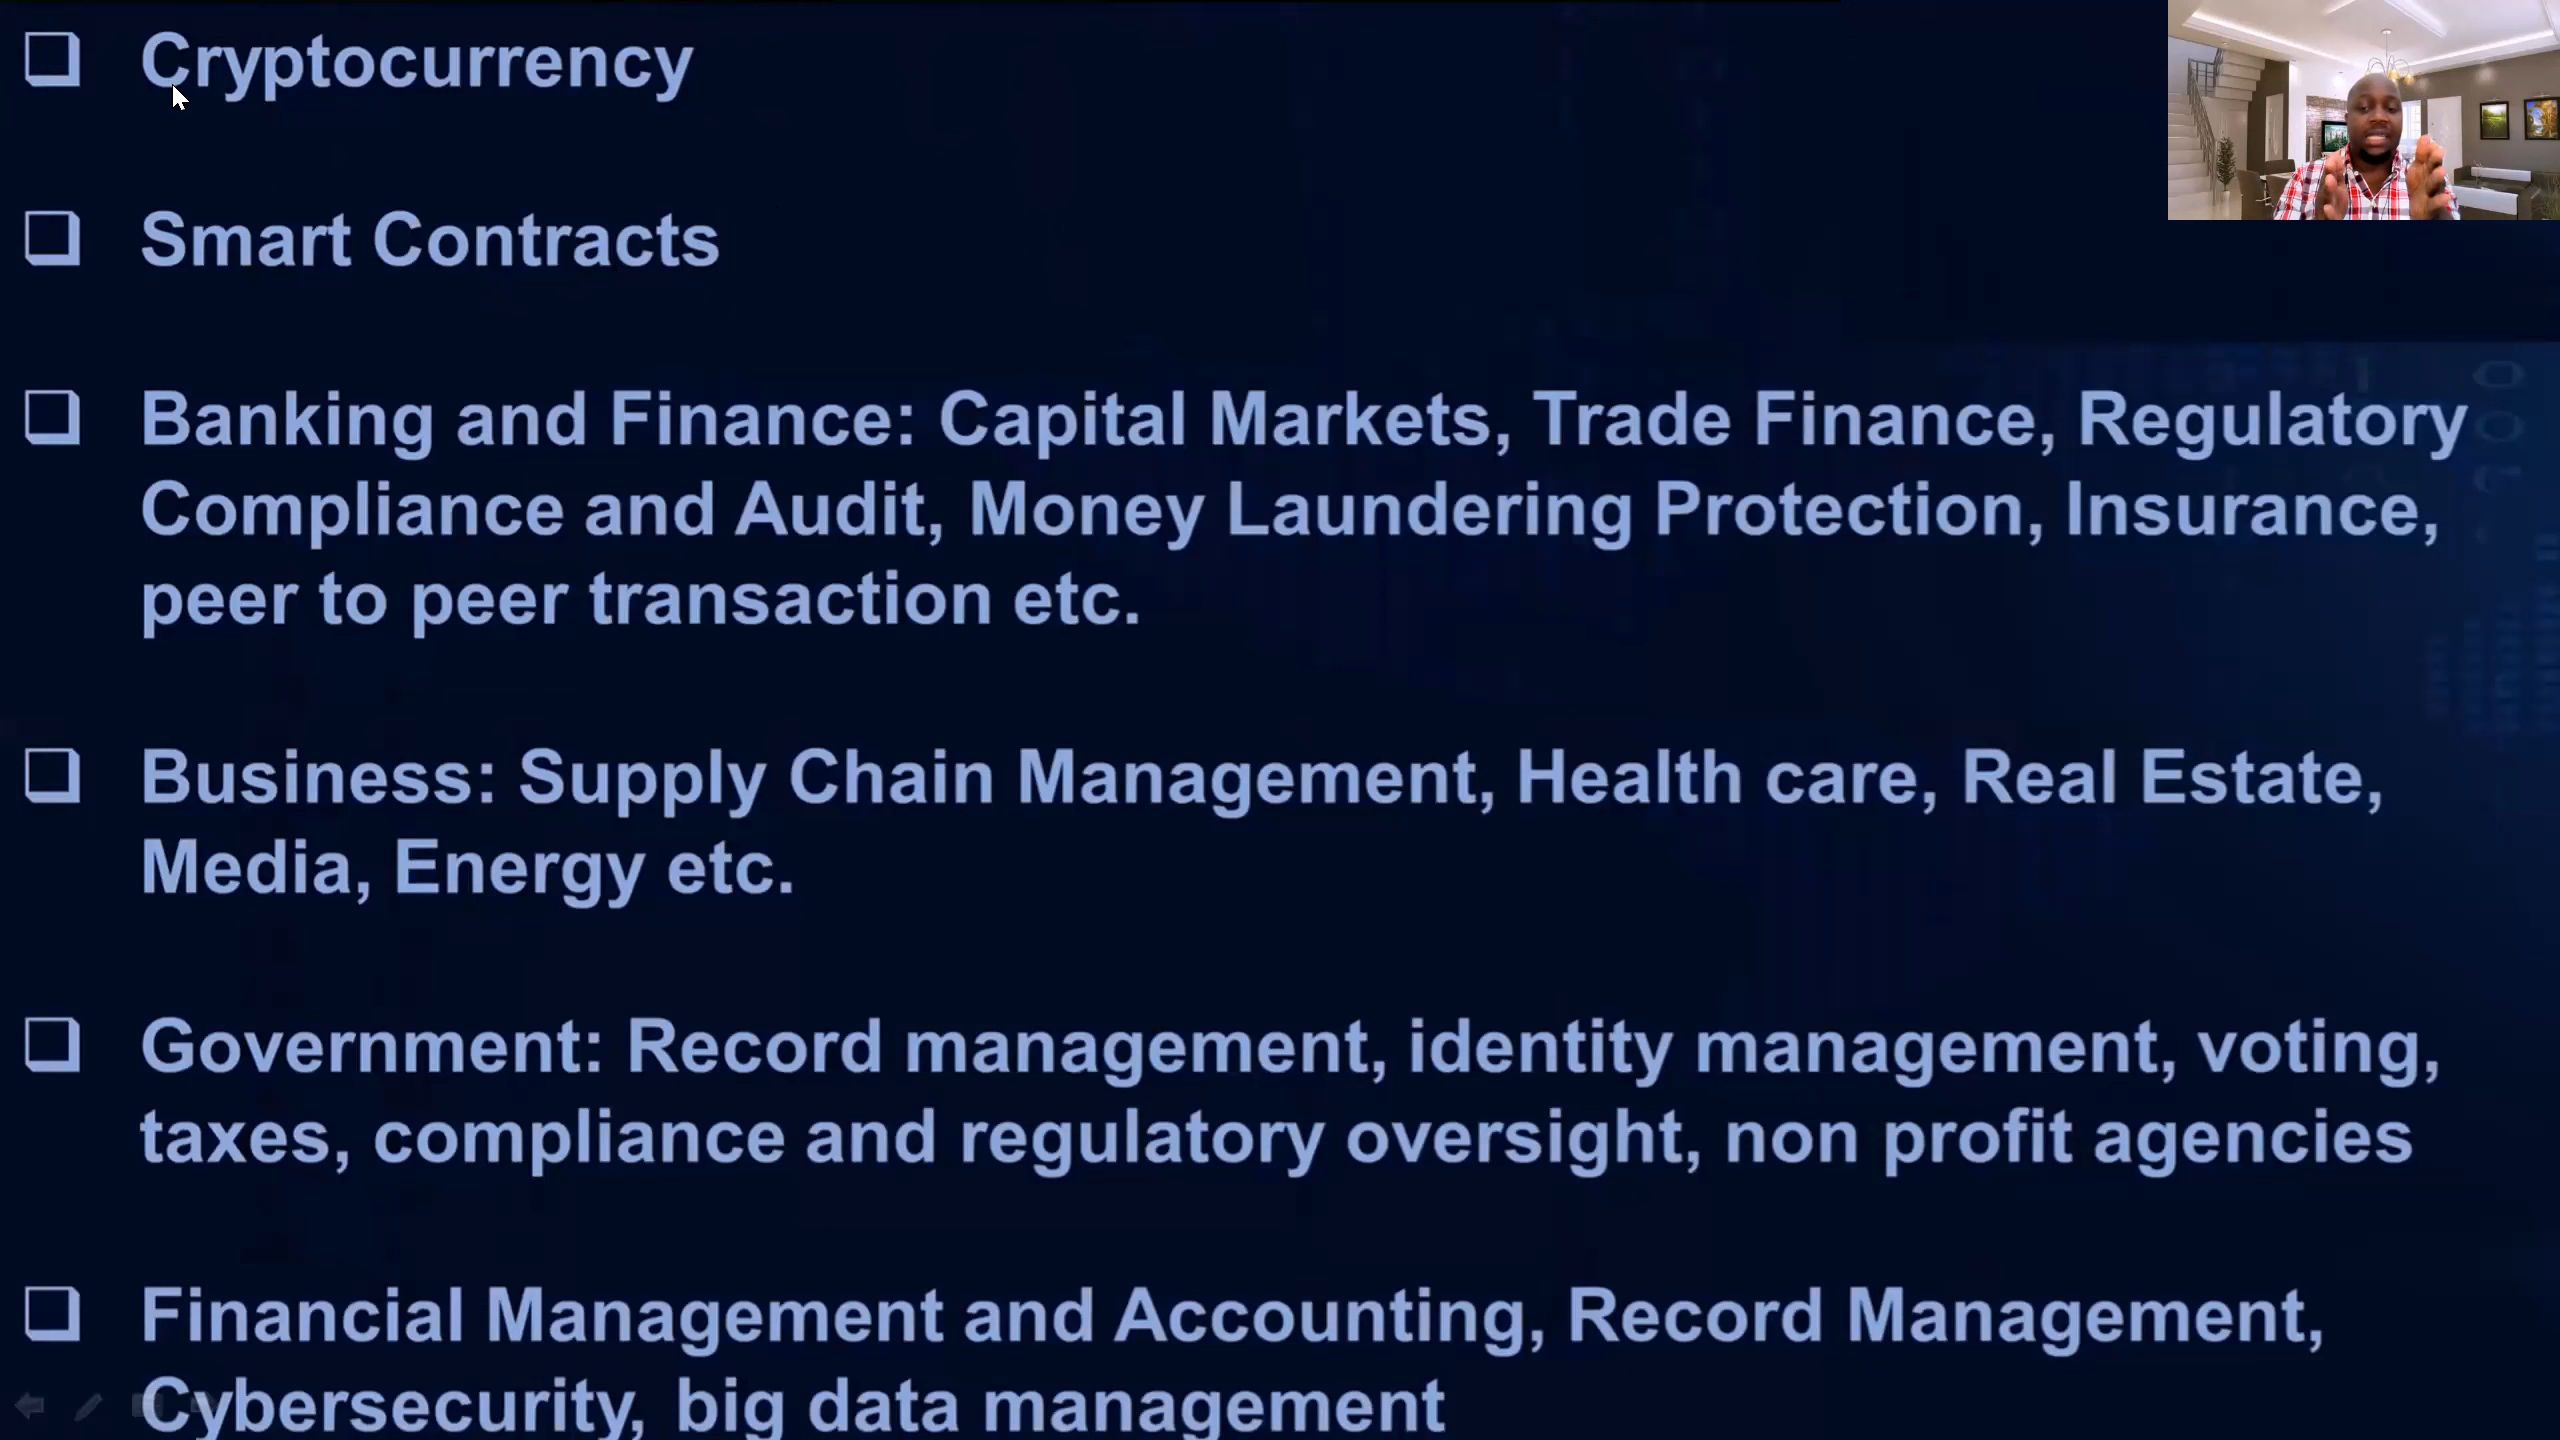 Cryptocurrency
Smart Contracts
Banking and Finance: Capital Markets, Trade Finance, Regulatory
Compliance and Audit, Money Laundering Protection, Insurance,
peer to peer transaction etc.
Business: Supply Chain Management, Health care, Real Estate,
Media, Energy etc.
Government: Record management, identity management, voting,
taxes, compliance and regulatory oversight, non profit agencies
Financial Management and Accounting, Record Management,
Cybersecurity, big data management